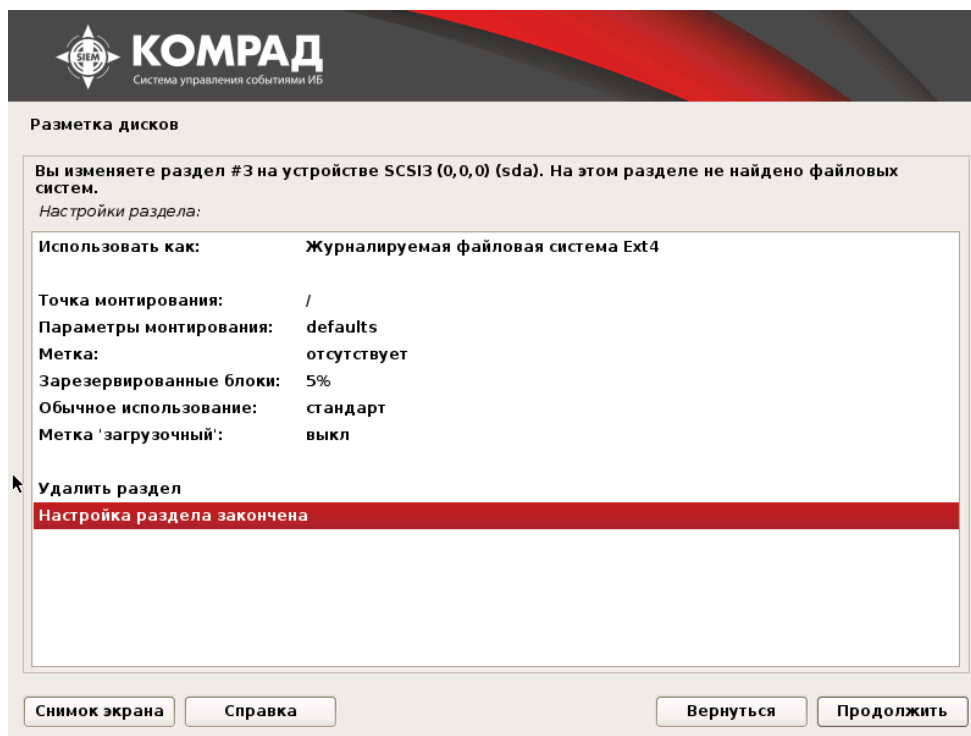 SIEM
КОМРАД
Система управления событиями ИБ
Разметка дисков
Вы изменяете раздел #3 на устройстве SCSI3 (0,0,0) (sda). На этом разделе не найдено файловых
систем.
Настройки раздела:
Использовать как: Журналируемая файловая система Ext4
Точка монтирования: /
Параметры монтирования: defaults
Метка: отсутствует
Зарезервированные блоки: 5%
Обычное использование: стандарт
Метка 'загрузочный': выкл
Удалить раздел
Настройка раздела закончена
Снимок экрана Справка Вернуться Продолжить